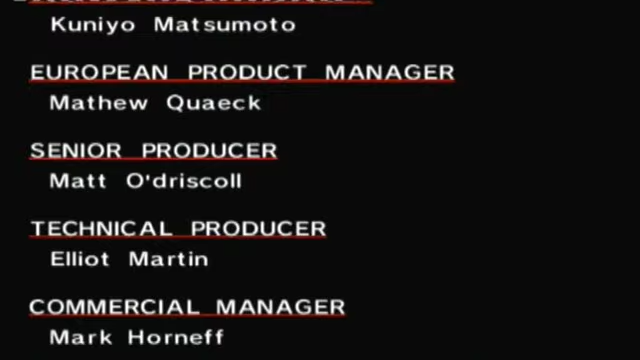 Kuniyo Matsumoto
EUROPEAN PRODUCT MANAGER
Mathew Quaeck
SENIOR PRODUCER
Matt O'driscoll
TECHNICAL PRODUCER
Elliot Martin
COMMERCIAL MANAGER
Mark Horneff